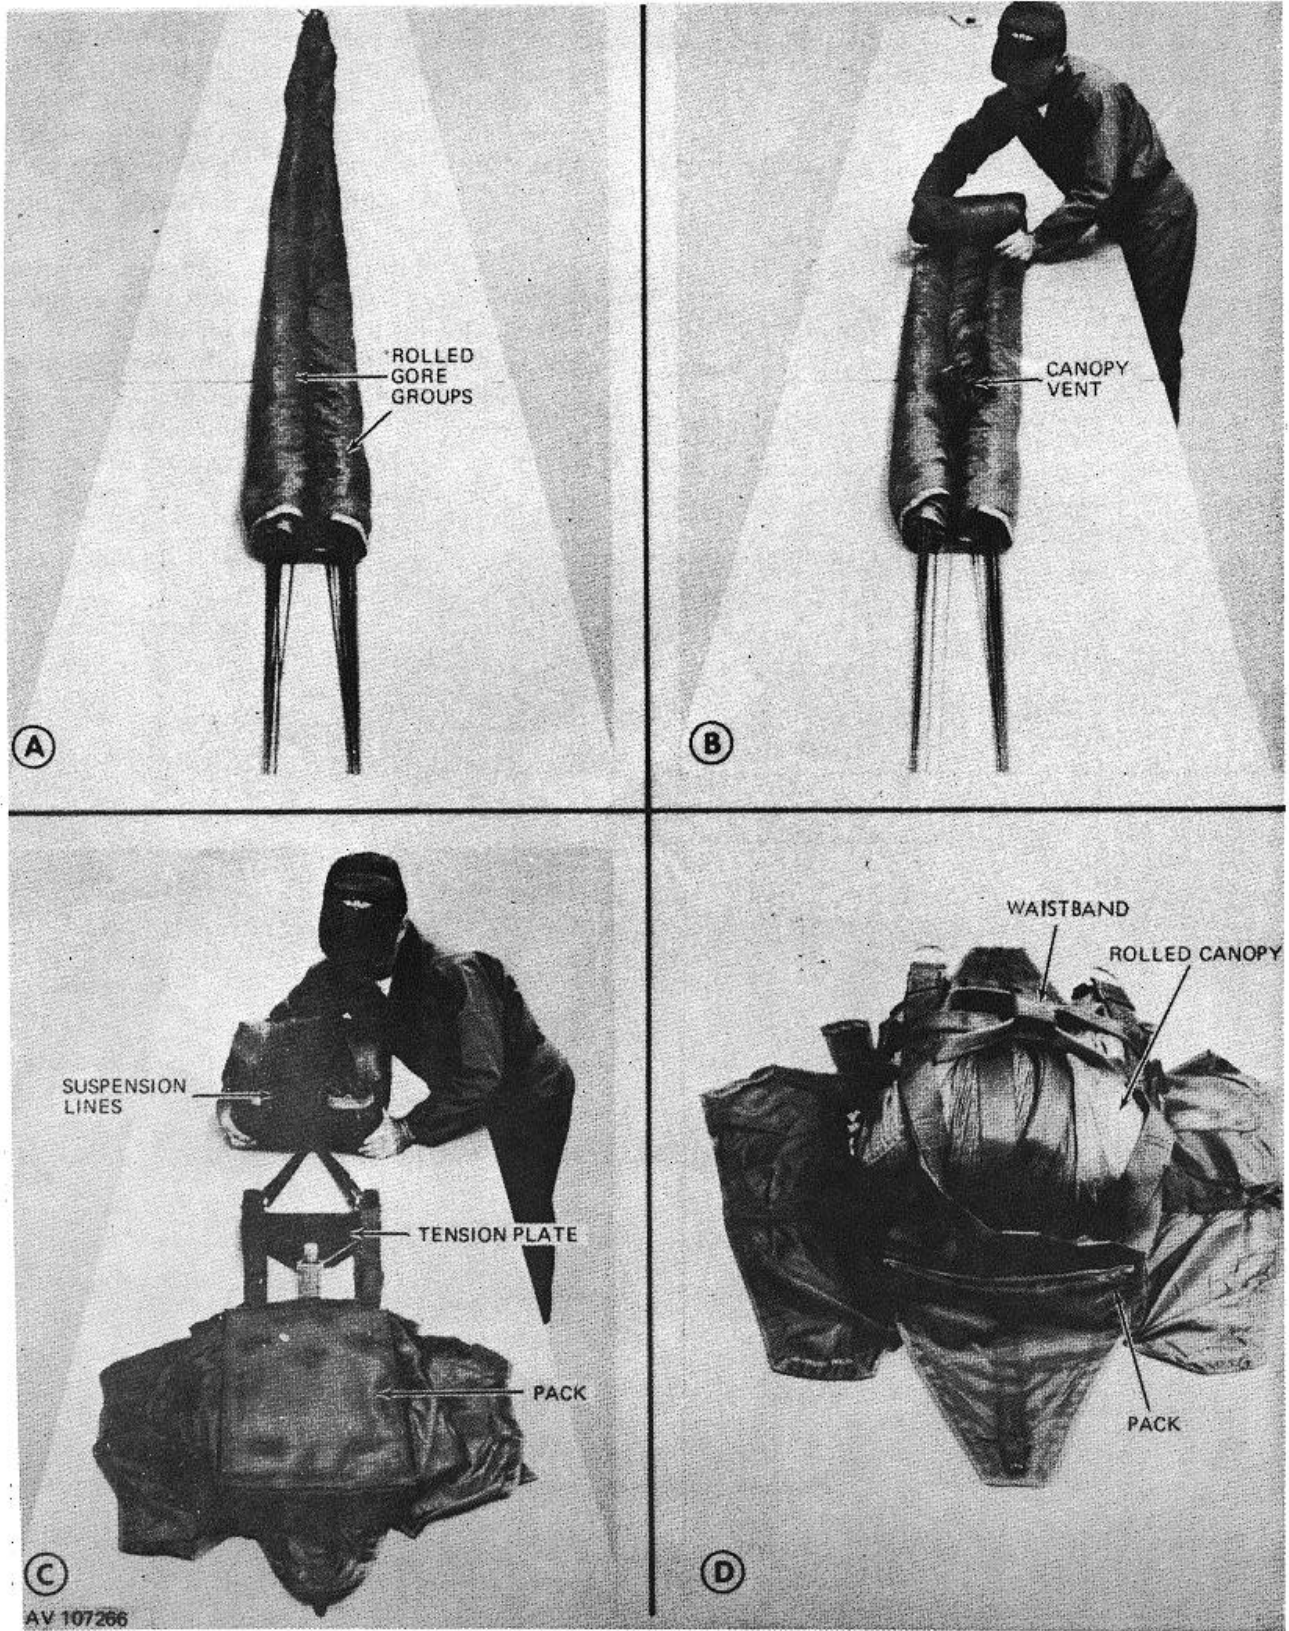 ROLLED
GORE
GROUPS
A
CANOPY
VENT
B
SUSPENSION
LINES
TENSION PLATE
PACK
C
AV 107266
WAISTBAND
ROLLED CANOPY
PACK
D